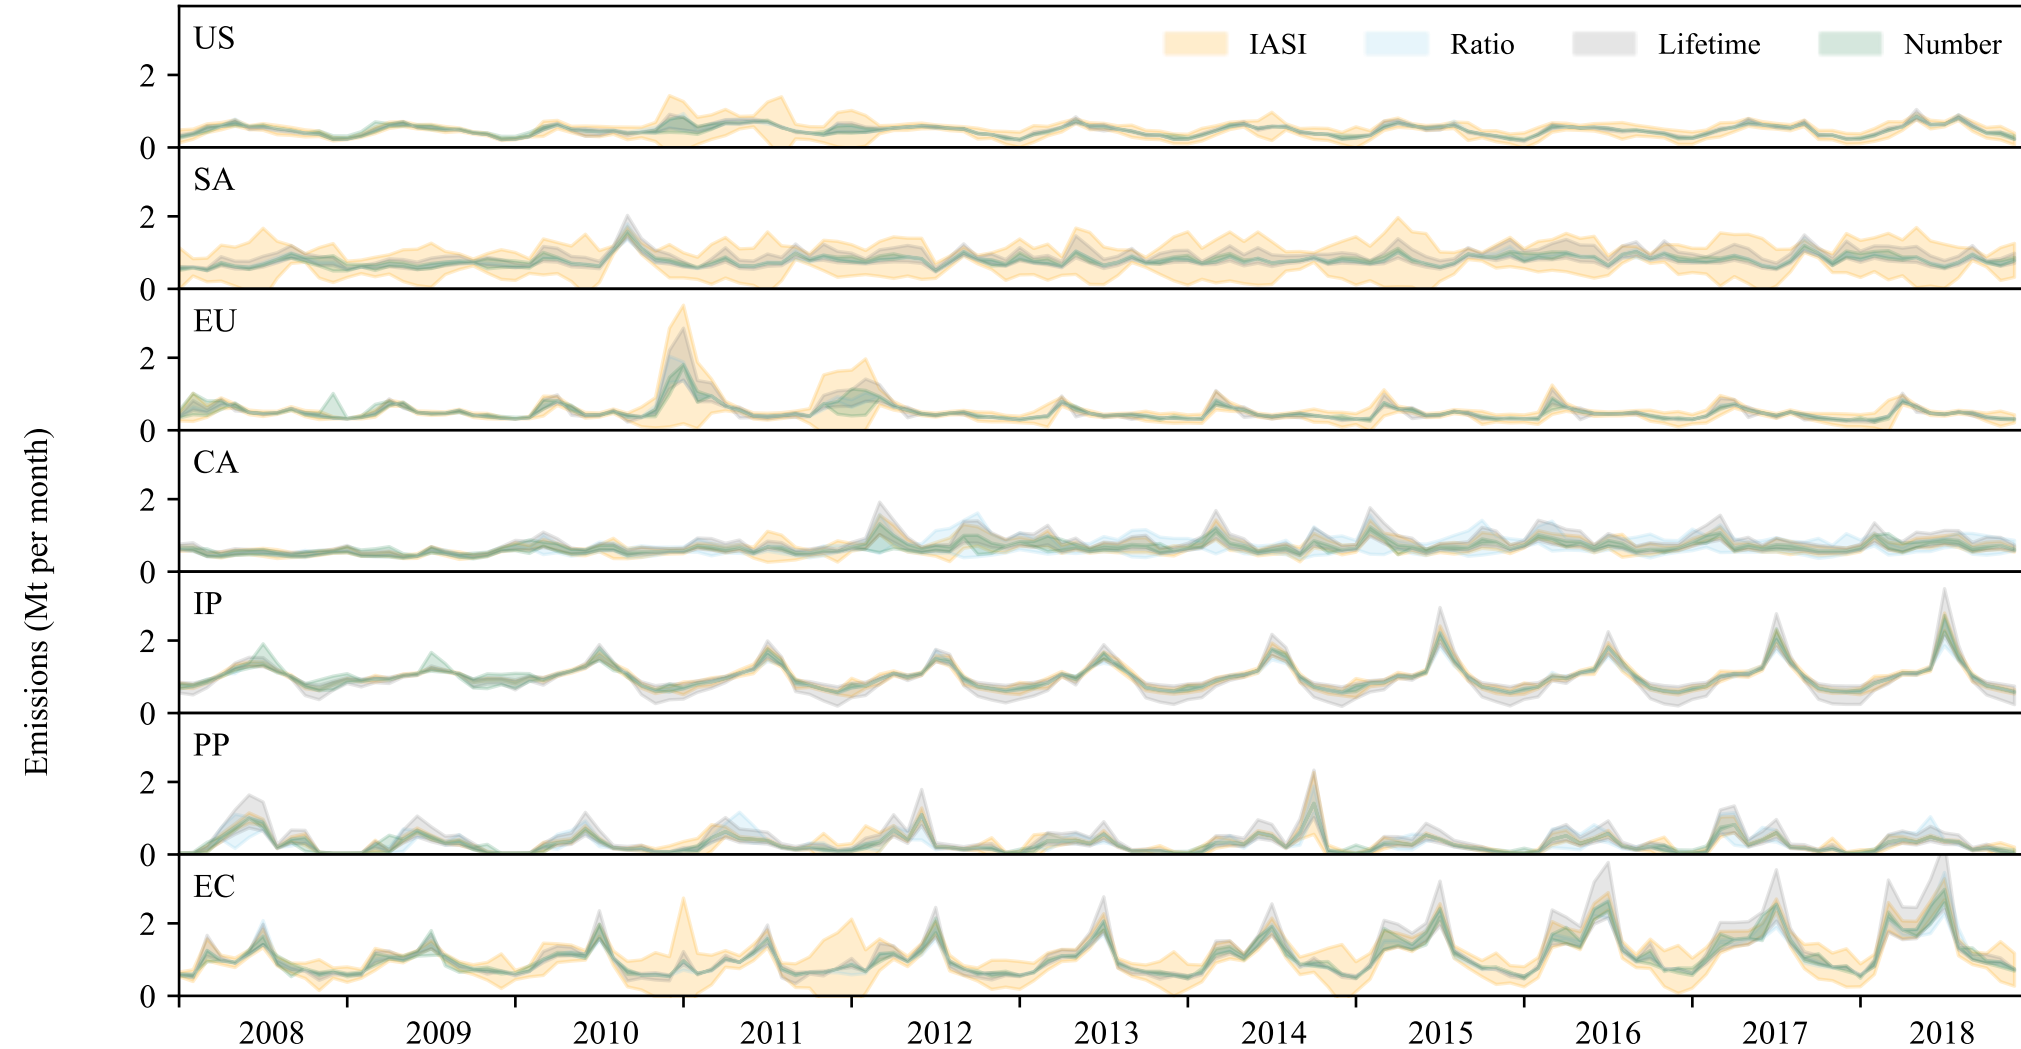 US
IASI
Ratio
Lifetime
Number
2
0
SA
2
0
EU
2
0
CA
2
0
IP
2
0
PP
2
0
EC
2
0
Emissions (Mt per month)
2008
2009
2010
2011
2012
2013
2014
2015
2016
2017
2018